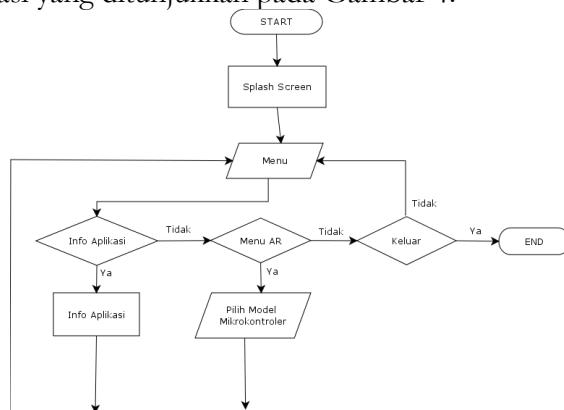 asi yang ditunjukkan pada Gambar 4.
START
Splash Screen
Menu
Tidak
Info Aplikasi
Tidak
Menu AR
Tidak
Keluar
Ya
END
Ya
Ya
Info Aplikasi
Pilih Model
Mikrokontroler